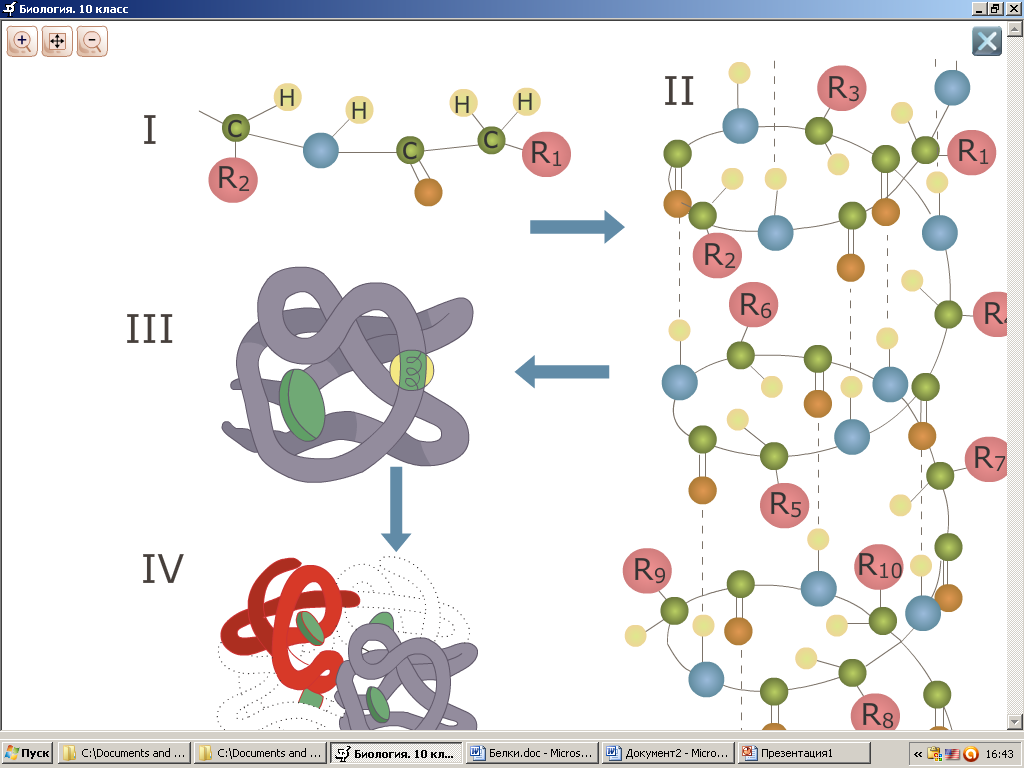 Биология. 10 класс
I
C
H
R2
H
C
C
H
H
R1
II
R3
R1
R2
R6
R5
R7
R9
R10
R8
III
IV
Пуск
C:\Documents and ...
C:\Documents and ...
Биология. 10 кл...
Белки.doc - Micros...
Документ2 - Micro...
Презентация1
16:43